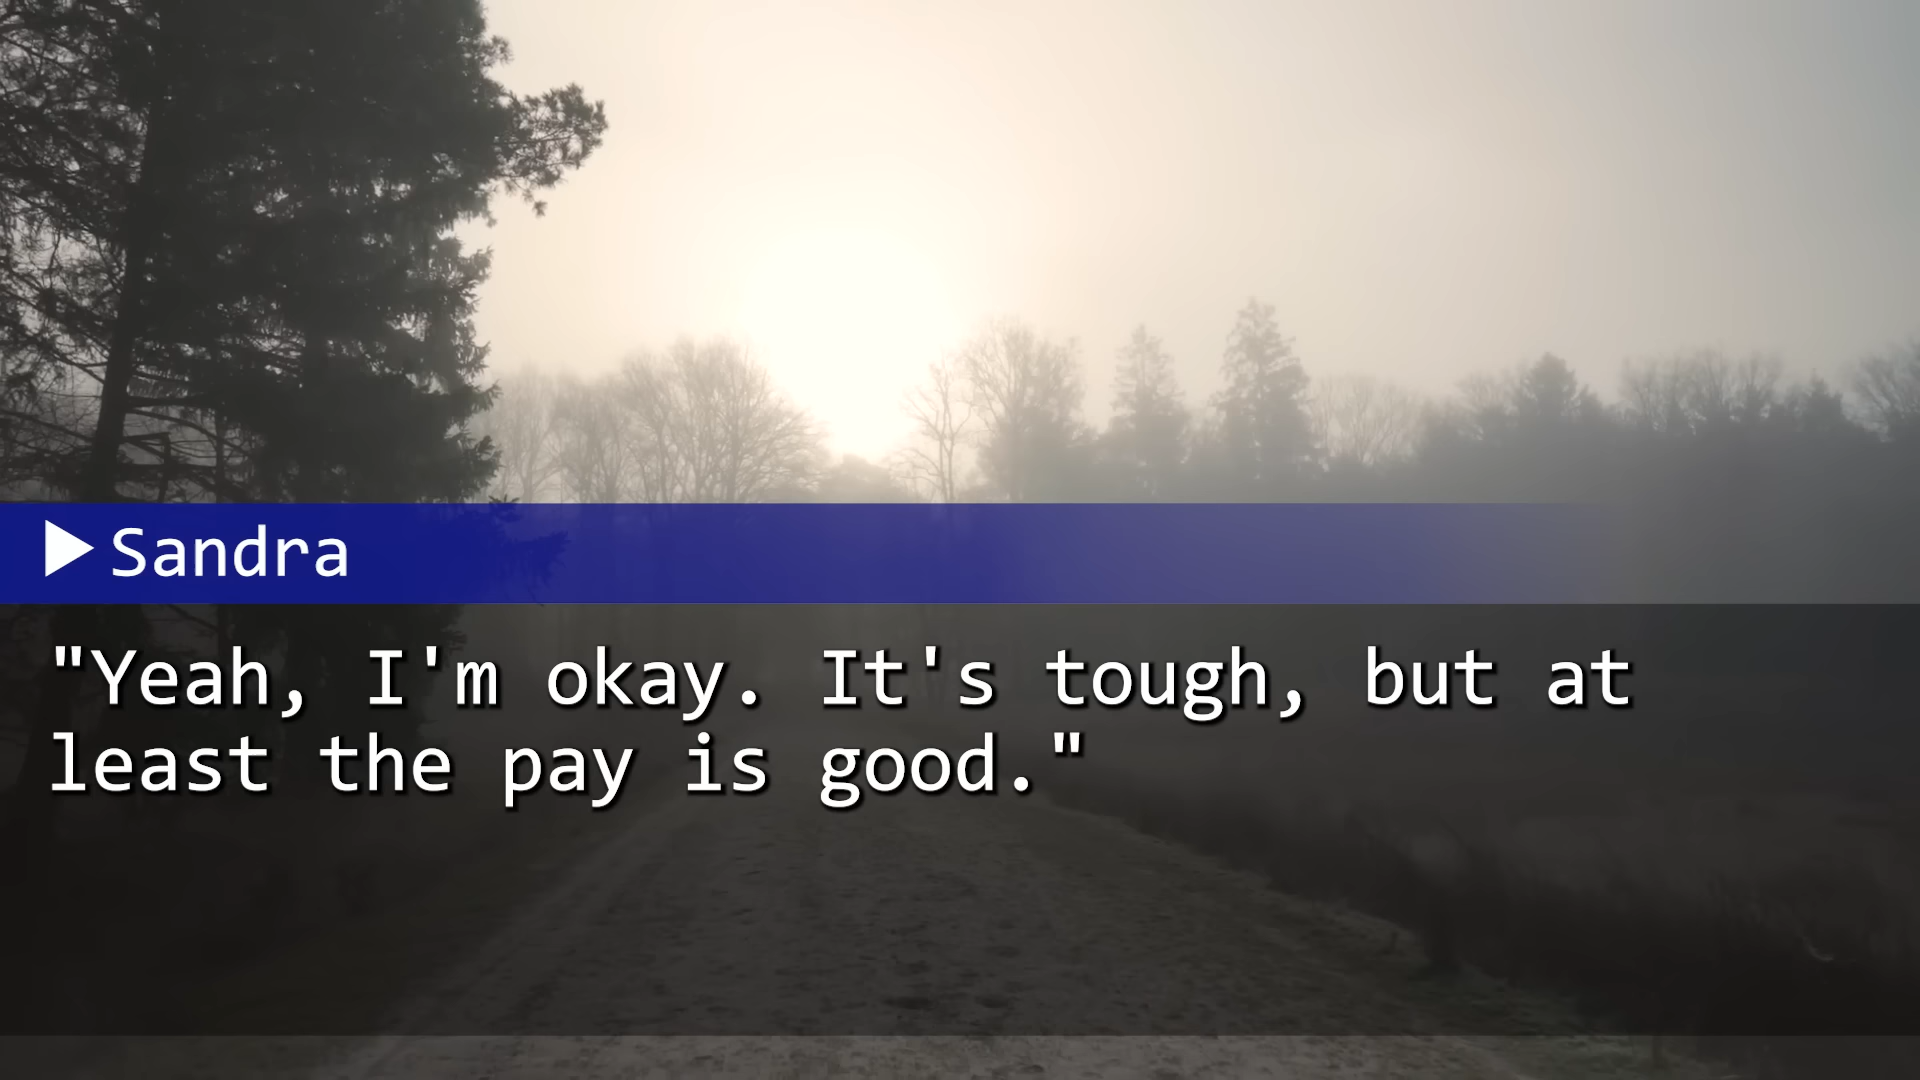 Sandra
"Yeah, I'm okay. It's tough, but at
least the pay is good."